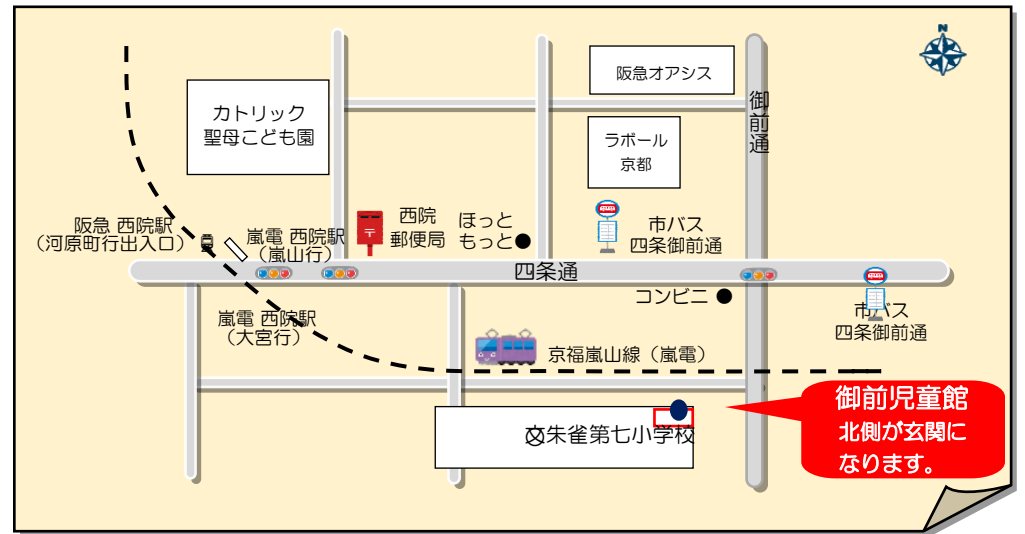 N
阪急オアシス
御前通
カトリック
聖母こども園
ラボール
京都
阪急 西院駅
（河原町行出入口）
嵐電 西院駅
（嵐山行）
〒
西院
郵便局
ほっと
もっと●
市バス
四条御前通
四条通
コンビニ ●
市バス
四条御前通
嵐電 西院駅
（大宮行）
京福嵐山線（嵐電）
御前児童館
北側が玄関に
なります。
文朱雀第七小学校